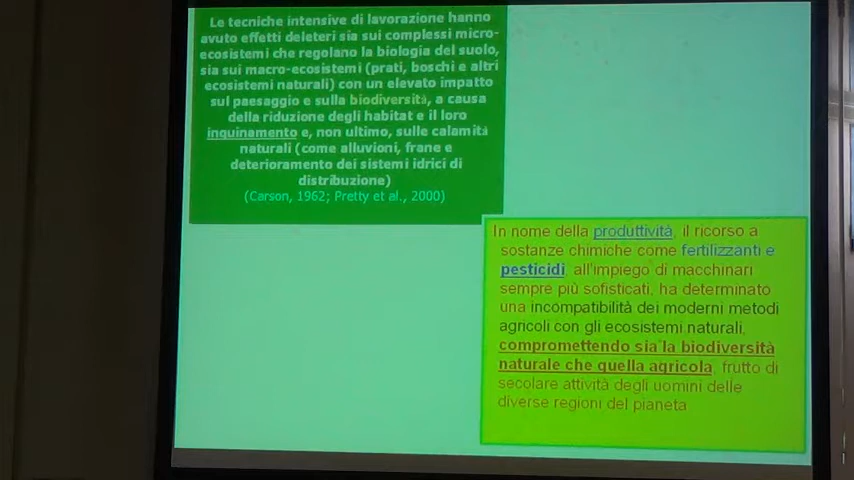 Le tecniche intensive di lavorazione hanno
avuto effetti deleteri sia sui complessi micro-
ecosistemi che regolano la biologia del suolo,
sia sui macro-ecosistemi (prati, boschi e altri
ecosistemi naturali) con un elevato impatto
sul paesaggio e sulla biodiversità, a causa
della riduzione degli habitat e il loro
inquinamento e, non ultimo, sulle calamità
naturali (come alluvioni, frane e
deterioramento dei sistemi idrici di
distribuzione)
(Carson, 1962; Pretty et al., 2000)
In nome della produttività, il ricorso a
sostanze chimiche come fertilizzanti e
pesticidi, all'impiego di macchinari
sempre più sofisticati, ha determinato
una incompatibilità dei moderni metodi
agricoli con gli ecosistemi naturali,
compromettendo sia la biodiversità
naturale che quella agricola, frutto di
secolare attività degli uomini delle
diverse regioni del pianeta